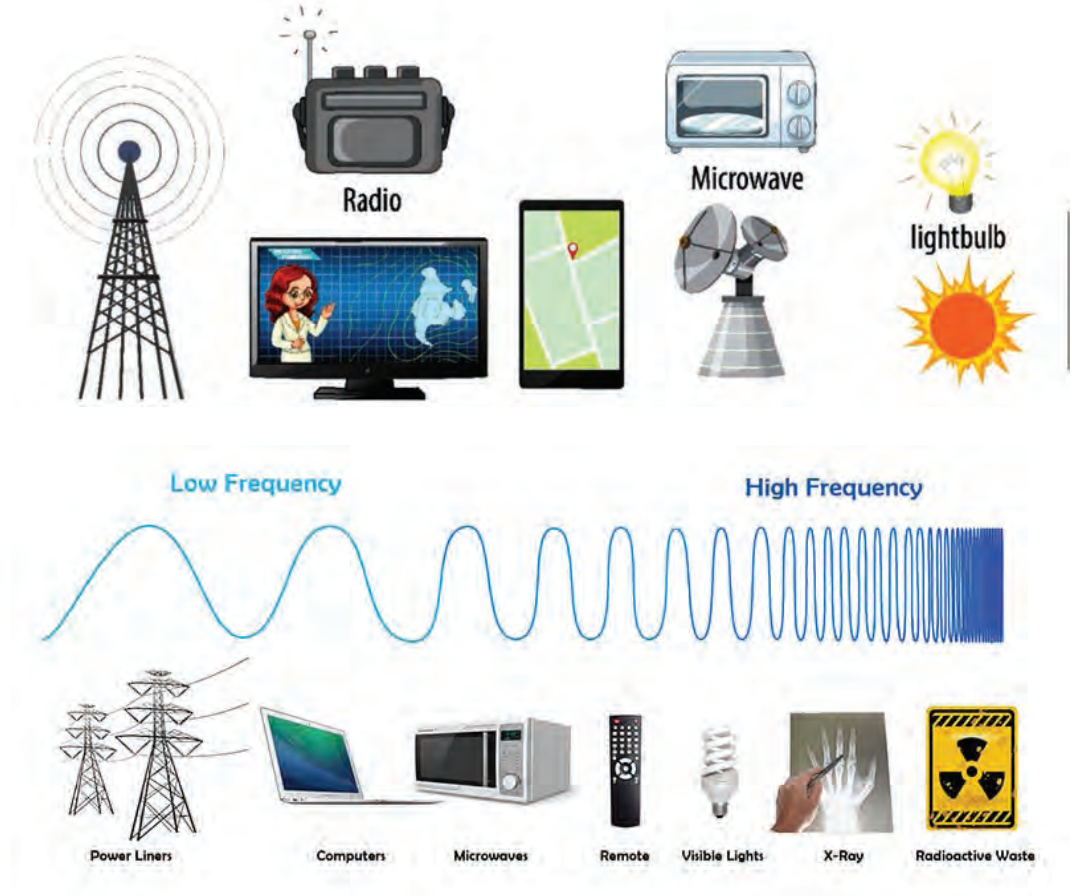 Radio
Microwave
lightbulb
Low Frequency
High Frequency
Power Liners
Computers
Microwaves
Remote
Visible Lights
X-Ray
Radioactive Waste